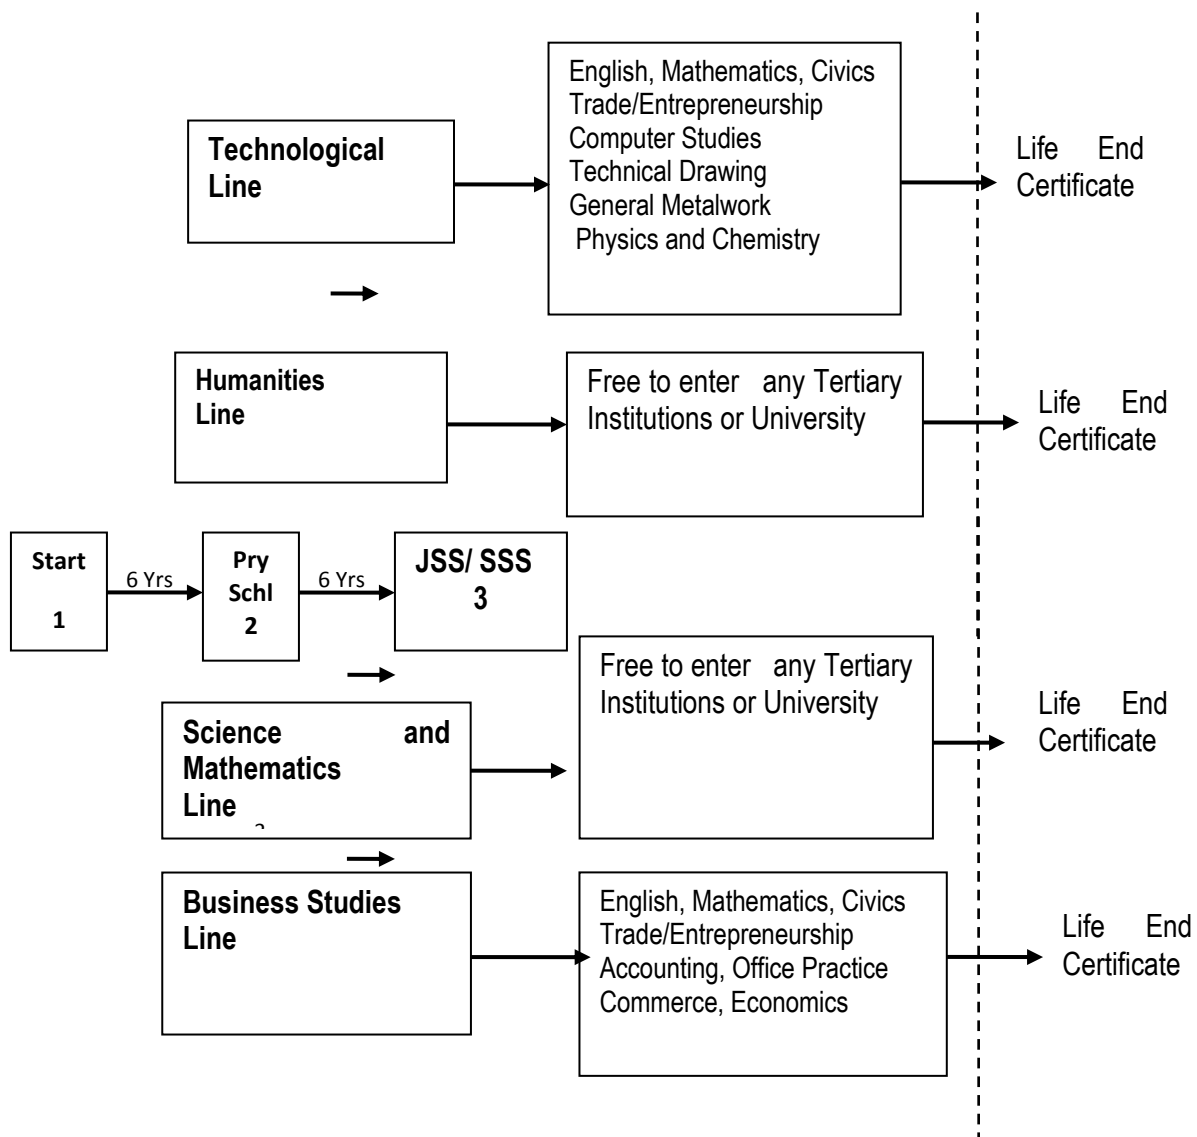 Technological
Line
English, Mathematics, Civics
Trade/Entrepreneurship
Computer Studies
Technical Drawing
General Metalwork
Physics and Chemistry
Life End
Certificate
Humanities
Line
Free to enter any Tertiary
Institutions or University
Life End
Certificate
Start
1
6 Yrs
Pry
Schl
2
6 Yrs
JSS/ SSS
3
Science and
Mathematics
Line
Free to enter any Tertiary
Institutions or University
Life End
Certificate
Business Studies
Line
English, Mathematics, Civics
Trade/Entrepreneurship
Accounting, Office Practice
Commerce, Economics
Life End
Certificate